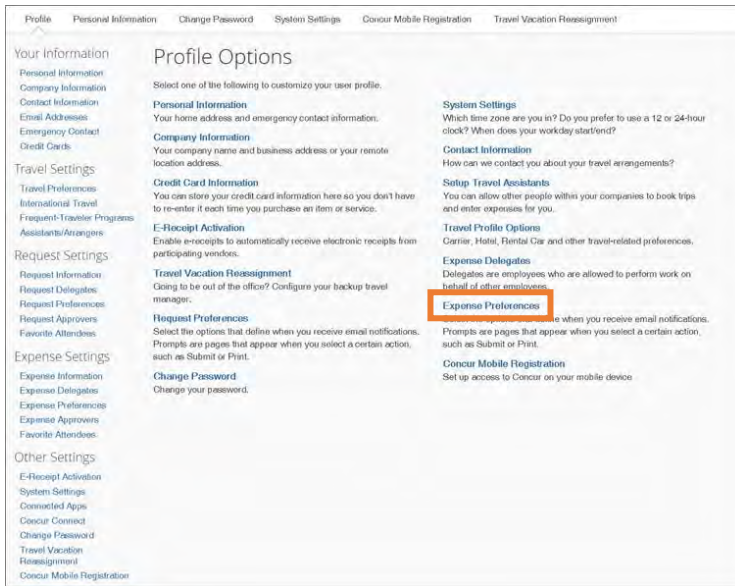 Profile Personal Information Change Password System Settings Concur Mobile Registration Travel Vacation Reassignment
Your Information
Personal Information
Company Information
Contact Information
Email Addresses
Emergency Contact
Credit Cards
Travel Settings
Travel Preferences
International Travel
Frequent-Traveler Programs
Assistants/Arrangers
Request Settings
Request Information
Request Delegates
Request Preferences
Request Approvers
Favorite Attendees
Expense Settings
Expense Information
Expense Delegates
Expense Preferences
Expense Approvers
Favorite Attendees
Other Settings
E-Receipt Activation
System Settings
Connected Apps
Concur Connect
Change Password
Travel Vacation
Reassignment
Concur Mobile Registration
Profile Options
Select one of the following to customize your user profile.
Personal Information
Your home address and emergency contact information.
Company Information
Your company name and business address or your remote
location address.
Credit Card Information
You can store your credit card information here so you don't have
to re-enter it each time you purchase an item or service.
E-Receipt Activation
Enable e-receipts to automatically receive electronic receipts from
participating vendors.
Travel Vacation Reassignment
Going to be out of the office? Configure your backup travel
manager.
Request Preferences
Select the options that define when you receive email notifications.
Prompts are pages that appear when you select a certain action,
such as Submit or Print.
Change Password
Change your password.
System Settings
Which time zone are you in? Do you prefer to use a 12 or 24-hour
clock? When does your workday start/end?
Contact Information
How can we contact you about your travel arrangements?
Setup Travel Assistants
You can allow other people within your companies to book trips
and enter expenses for you.
Travel Profile Options
Carrier, Hotel, Rental Car and other travel-related preferences.
Expense Delegates
Delegates are employees who are allowed to perform work on
behalf of other employees.
Expense Preferences
when you receive email notifications.
Prompts are pages that appear when you select a certain action,
such as Submit or Print.
Concur Mobile Registration
Set up access to Concur on your mobile device